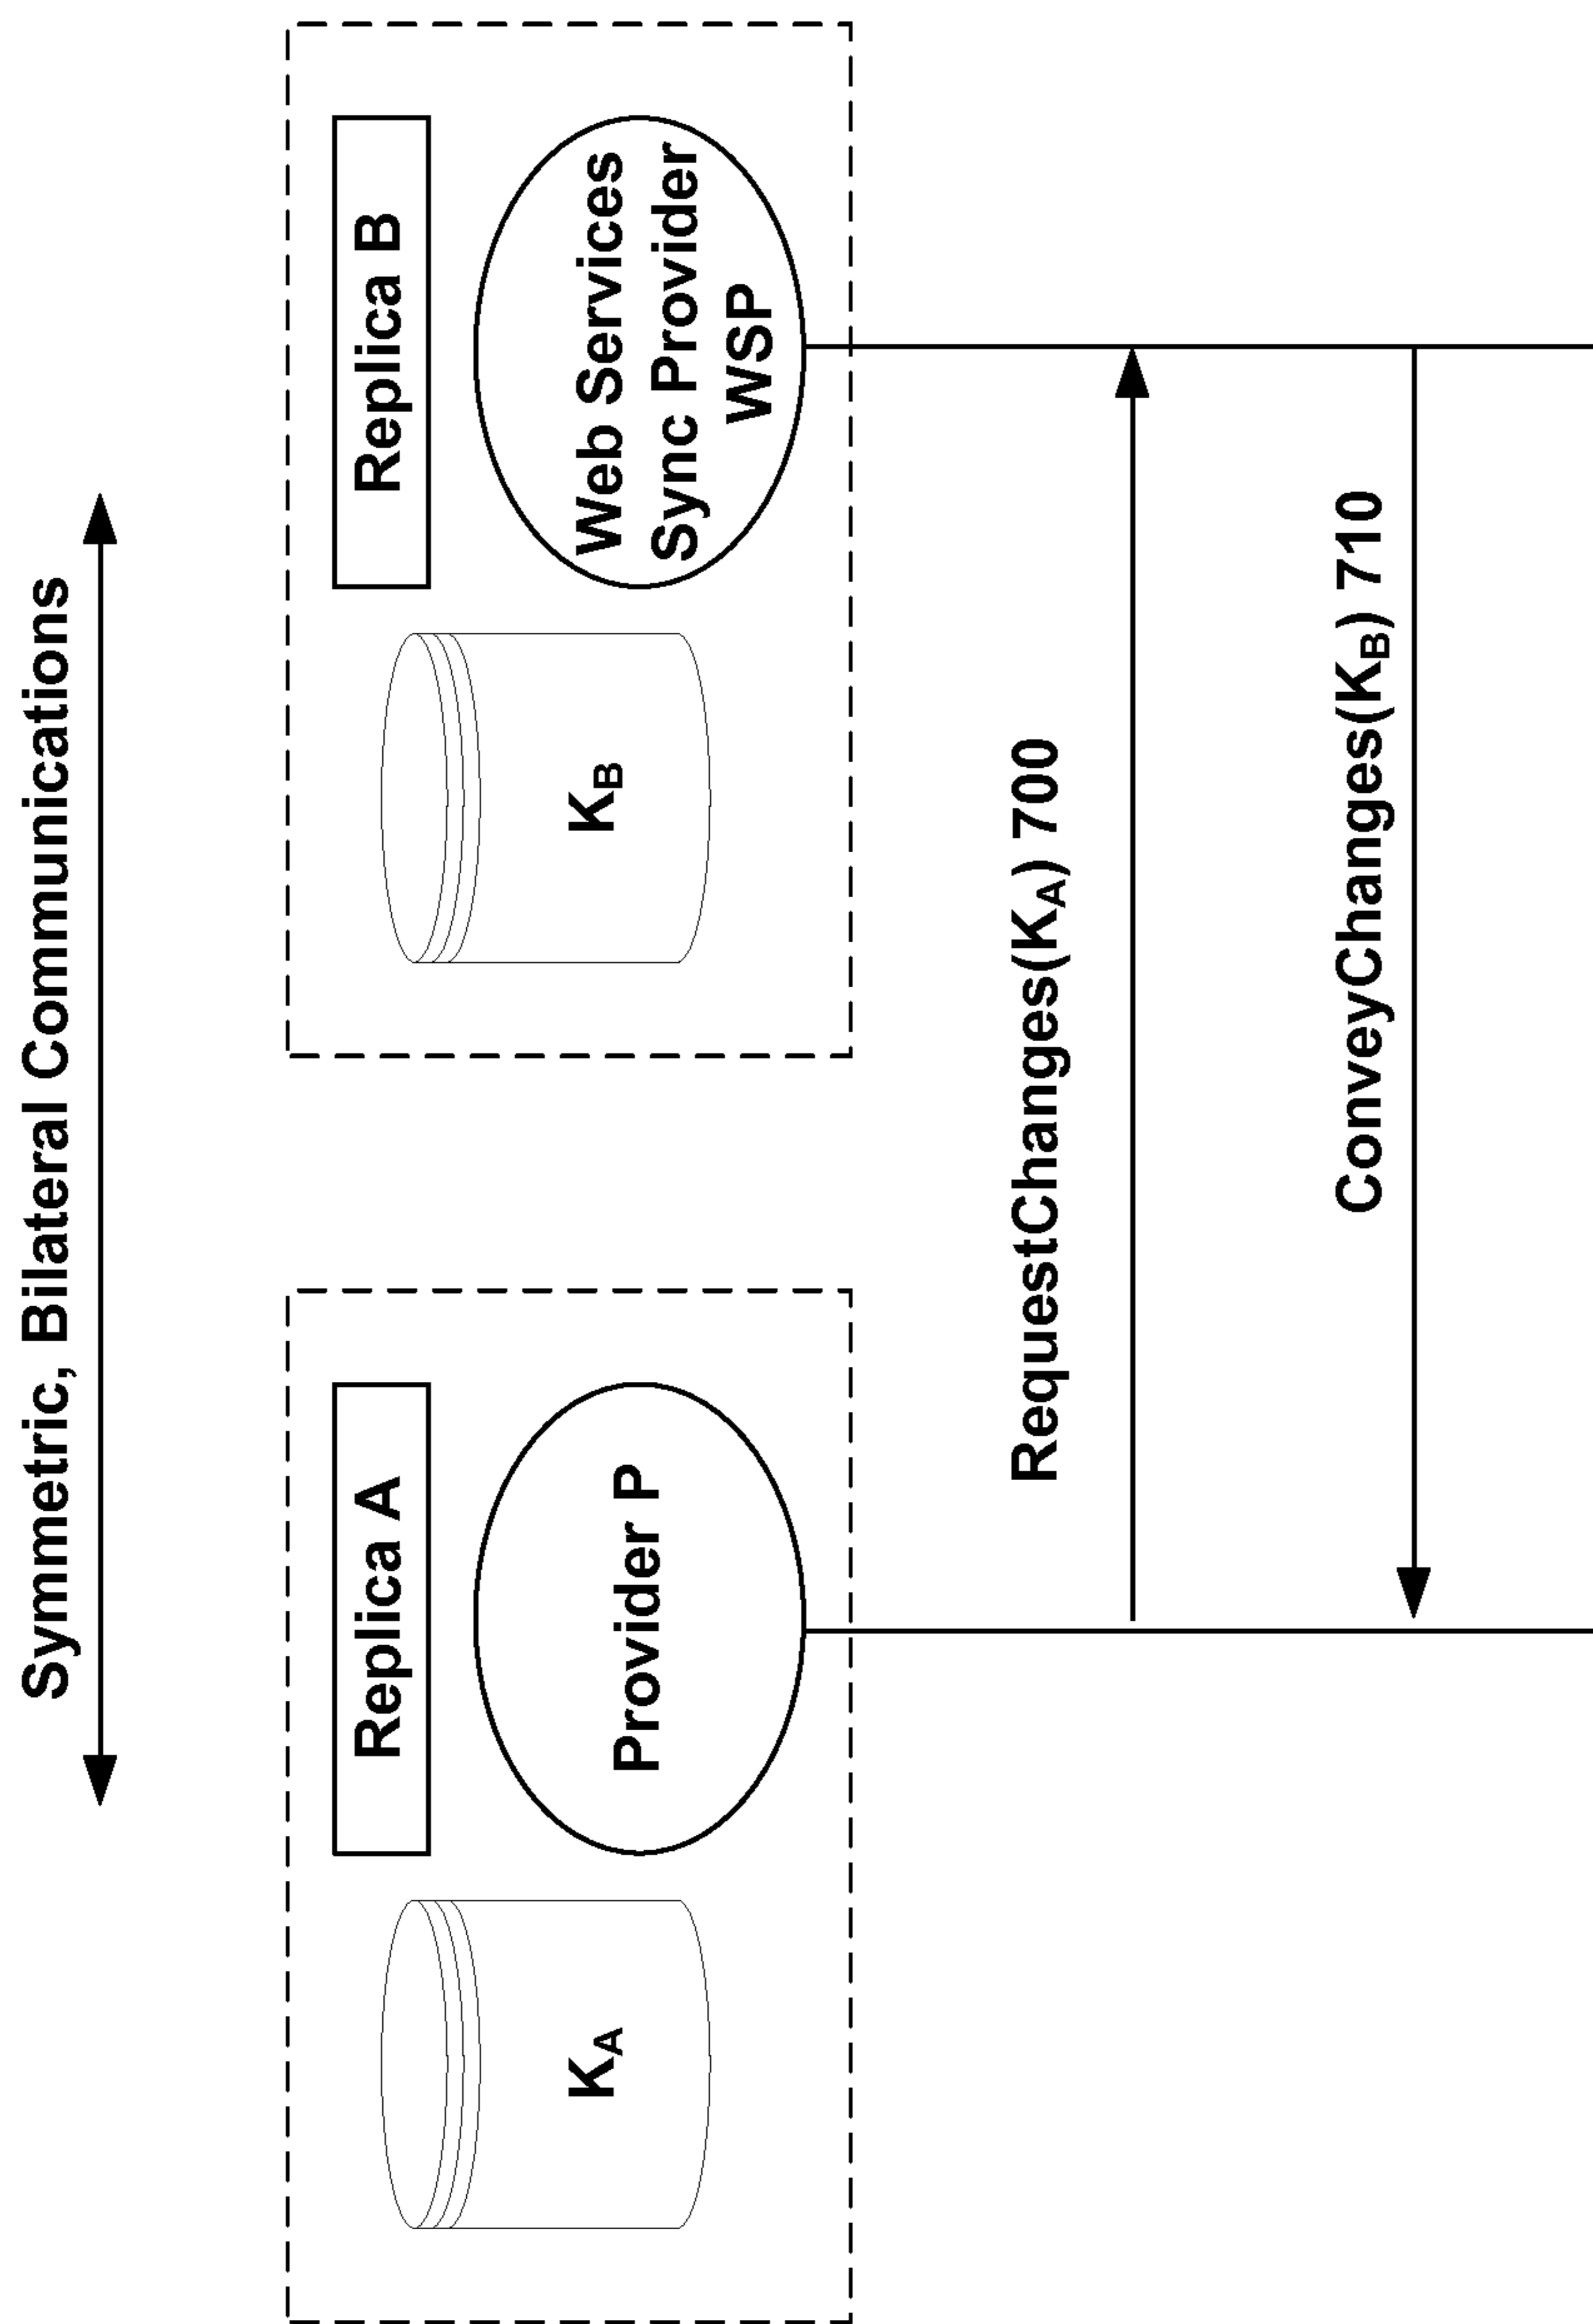 Symmetric, Bilateral Communications
Replica A
Replica B
K_A
Provider P
K_B
Web Services
Sync Provider
WSP
RequestChanges(K_A) 700
ConveyChanges(K_B) 710